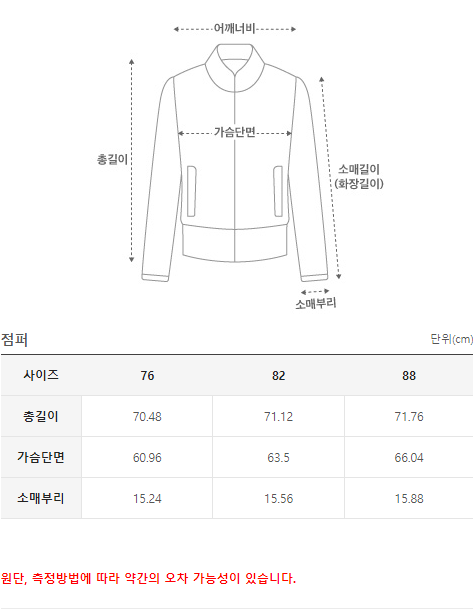 어깨너비
가슴단면
총길이
소매길이
(화장길이)
소매부리
점퍼 단위(cm)
사이즈 76 82 88
총길이 70.48 71.12 71.76
가슴단면 60.96 63.5 66.04
소매부리 15.24 15.56 15.88
원단, 측정방법에 따라 약간의 오차 가능성이 있습니다.